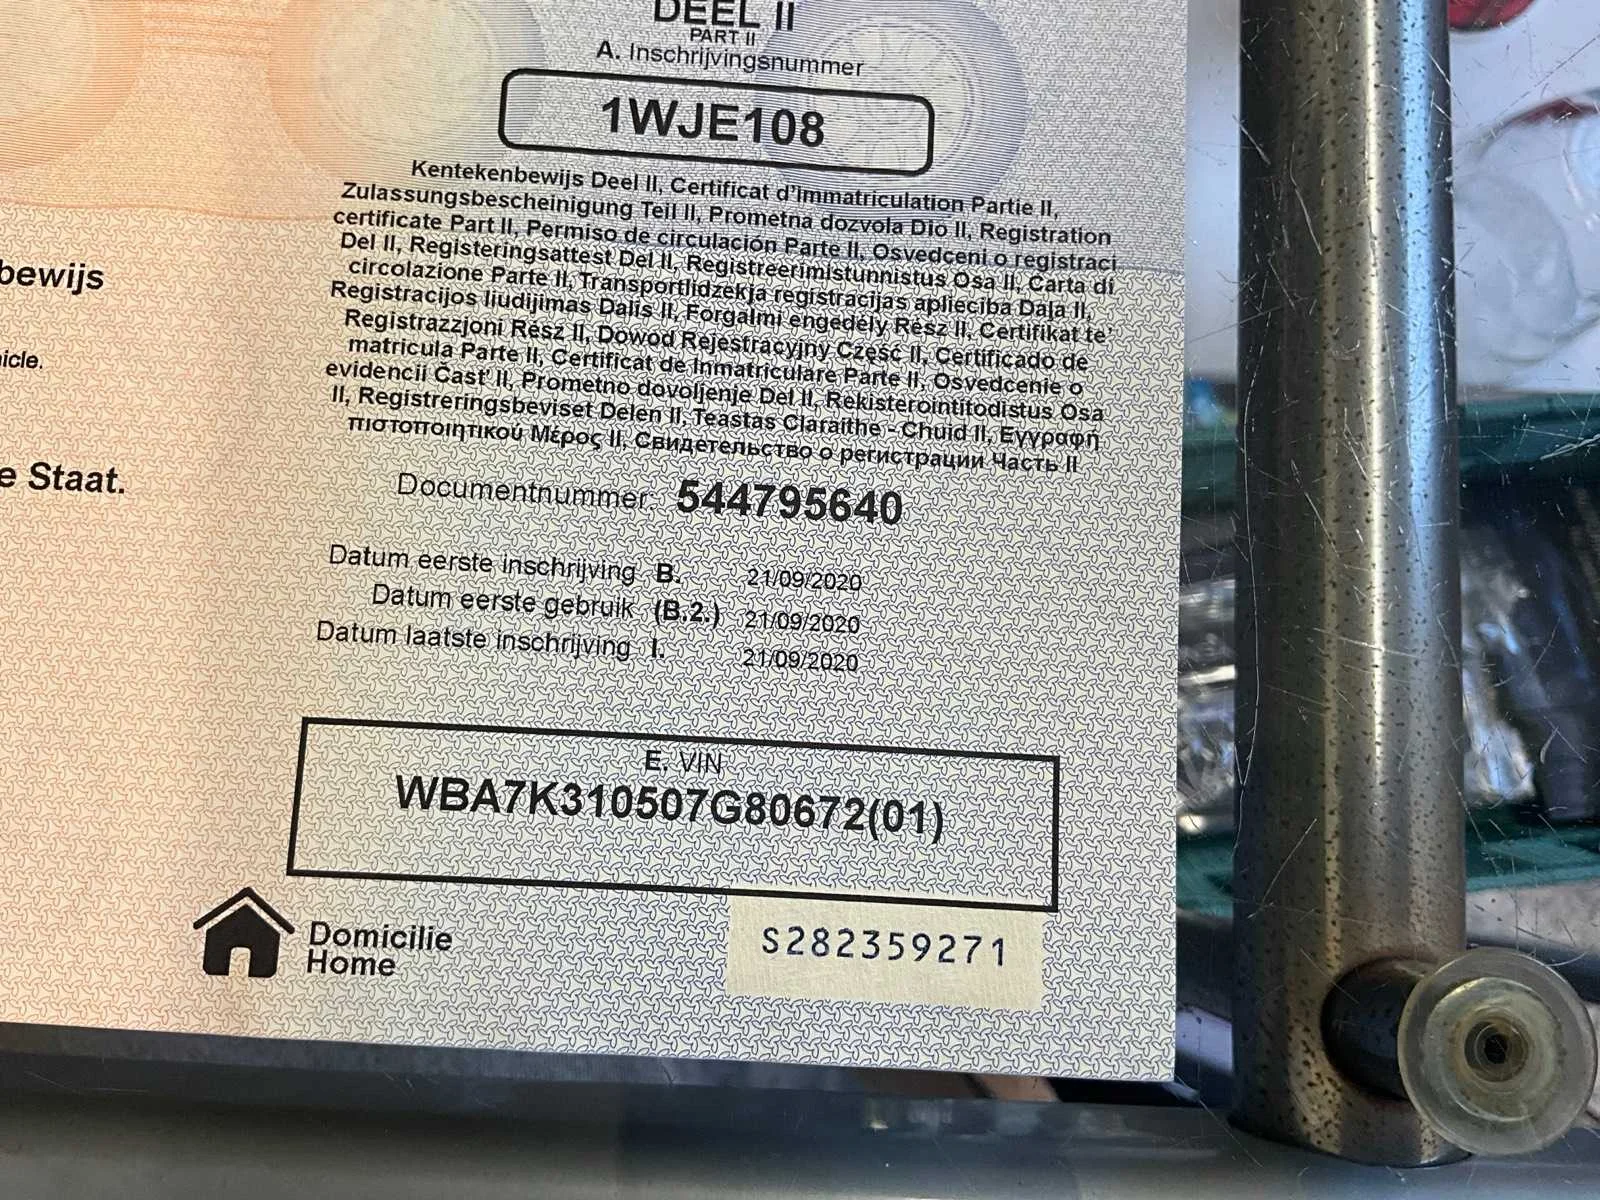 DEEL II
PART II
A. Inschrijvingsnummer
1WJE108
Kentekenbewijs Deel II, Certificat d'immatriculation Partie II,
Zulassungsbescheinigung Teil II, Prometna dozvola Dio II, Registration
certificate Part II, Permiso de circulación Parte II, Osvedceni o registraci
Del II, Registeringsattest Del II, Registreerimistunnistus Osa II, Carta di
circolazione Parte II, Transportlidzekja registracijas aplieciba Daļa II,
Registracijos liudijimas Dalis II, Forgalmi engedély Rész II, Certifikat te'
Registrazzjoni Rész II, Dowod Rejestracyjny Część II, Certificado de
matricula Parte II, Certificat de Inmatriculare Parte II, Osvedcenie o
evidencii Časť II, Prometno dovoljenje Del II, Rekisterointitodistus Osa
II, Registreringsbeviset Delen II, Teastas Claraithe - Chuid II, Εγγραφή
πιστοποιητικού Μέρος II, Свидетельство о регистрации Часть II
Documentnummer: 544795640
Datum eerste inschrijving B. 21/09/2020
Datum eerste gebruik (B.2.) 21/09/2020
Datum laatste inschrijving I. 21/09/2020
E. VIN
WBA7K310507G80672(01)
Domicilie
Home
S282359271
bewijs
e Staat.